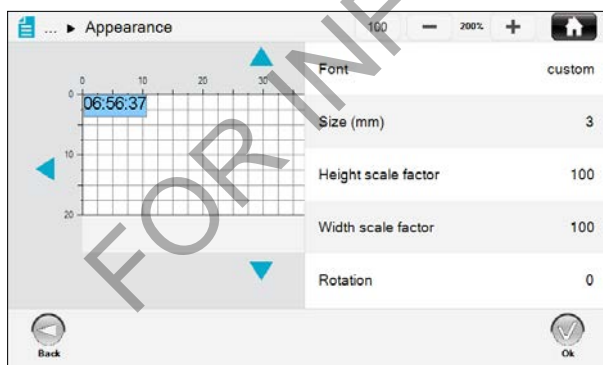 ... ► Appearance
100 − 200% +
0 10 20 30
0
10
20
06:56:37
Font custom
Size (mm) 3
Height scale factor 100
Width scale factor 100
Rotation 0
Back
Ok
FOR INF